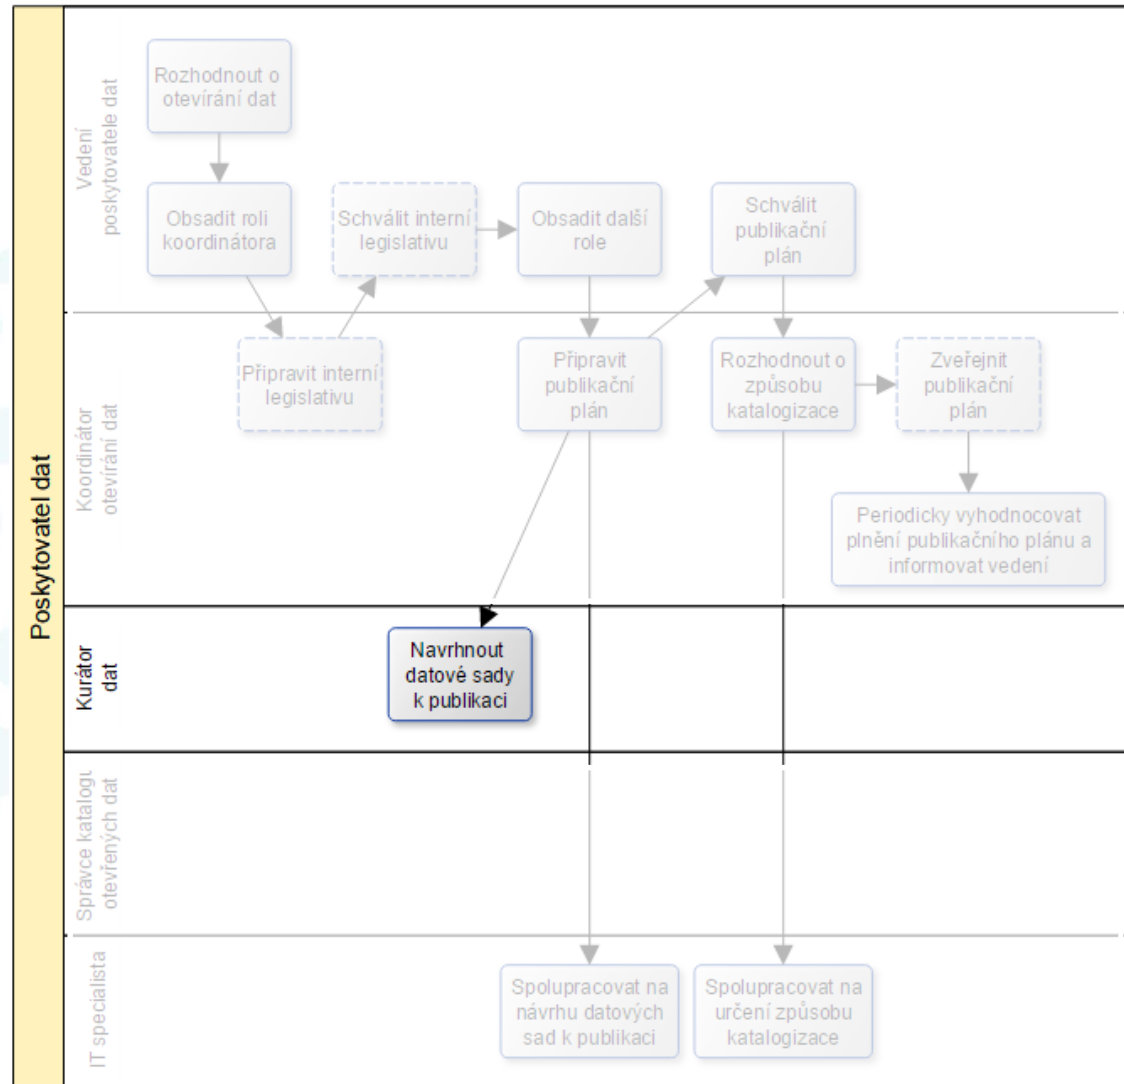 Poskytovatel dat
Vedení
poskytovatele dat
Rozhodnout o
otevírání dat
Obsadit roli
koordinátora
Schválit interní
legislativu
Obsadit další
role
Schválit
publikační
plán
Koordinátor
otevírání dat
Připravit interní
legislativu
Připravit
publikační
plán
Rozhodnout o
způsobu
katalogizace
Zveřejnit
publikační
plán
Periodicky vyhodnocovat
plnění publikačního plánu a
informovat vedení
Kurátor
dat
Navrhnout
datové sady
k publikaci
Správce katalogu
otevřených dat
IT specialista
Spolupracovat na
návrhu datových
sad k publikaci
Spolupracovat na
určení způsobu
katalogizace